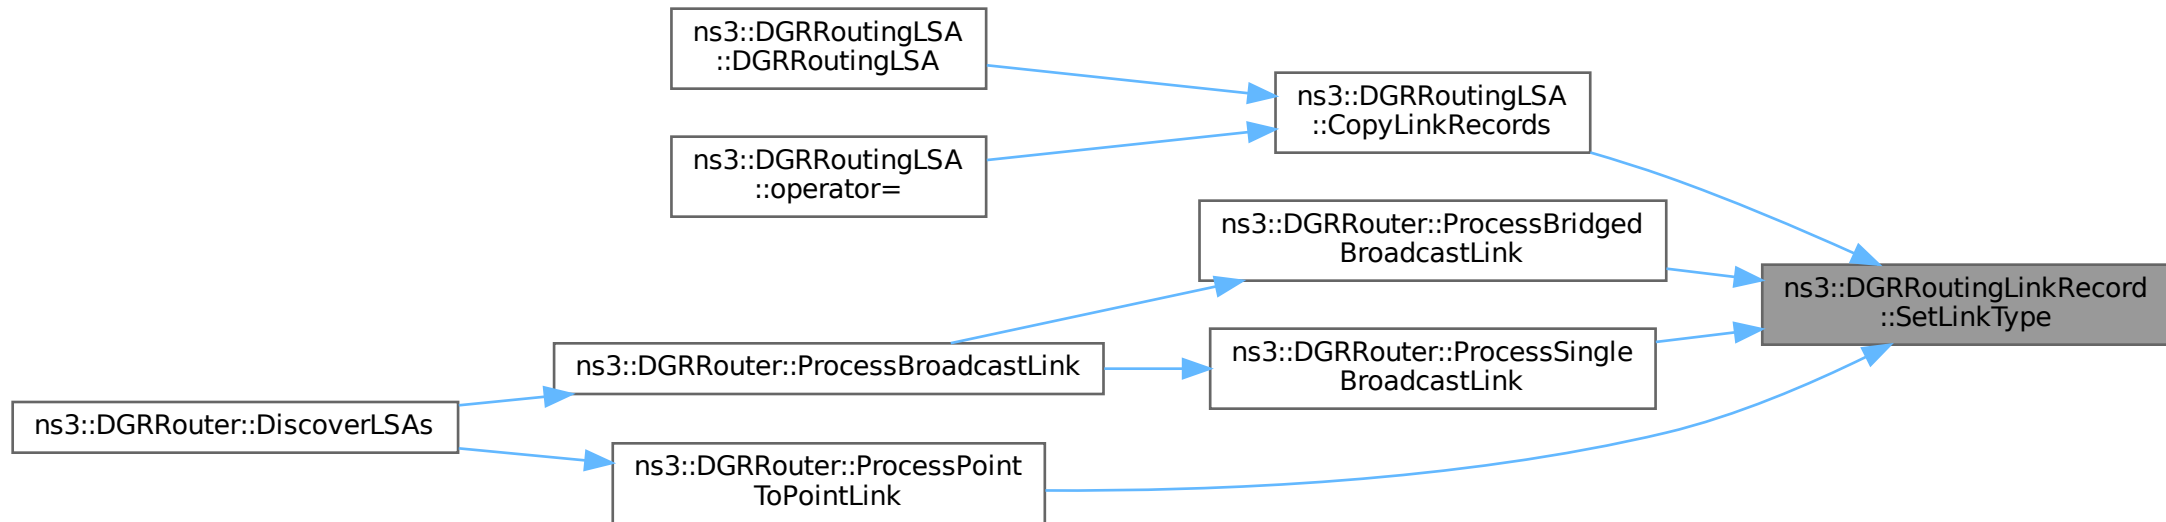 ns3::DGRRoutingLSA
::DGRRoutingLSA
ns3::DGRRoutingLSA
::CopyLinkRecords
ns3::DGRRoutingLSA
::operator=
ns3::DGRRouter::ProcessBridged
BroadcastLink
ns3::DGRRoutingLinkRecord
::SetLinkType
ns3::DGRRouter::ProcessBroadcastLink
ns3::DGRRouter::ProcessSingle
BroadcastLink
ns3::DGRRouter::DiscoverLSAs
ns3::DGRRouter::ProcessPoint
ToPointLink